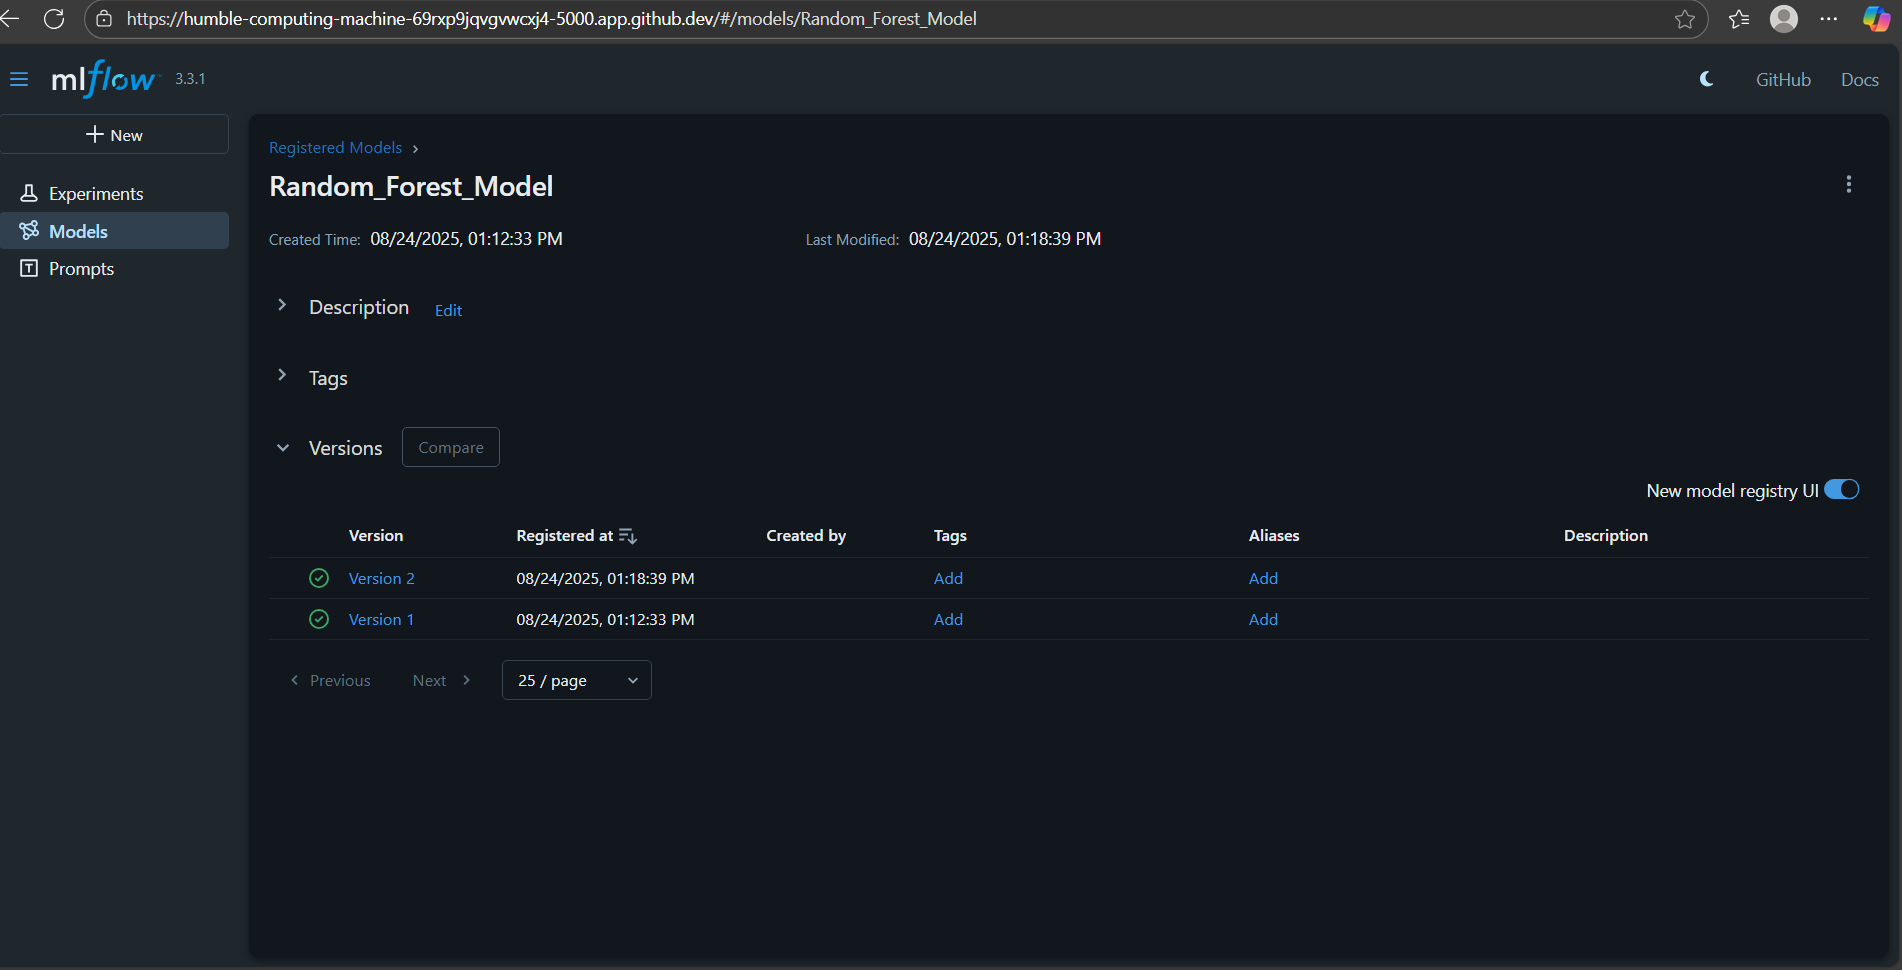 https://humble-computing-machine-69rxp9jqvgvwcxj4-5000.app.github.dev/#/models/Random_Forest_Model
mlflow™ 3.3.1
GitHub Docs
+ New
Experiments
Models
Prompts
Registered Models >
Random_Forest_Model
Created Time: 08/24/2025, 01:12:33 PM Last Modified: 08/24/2025, 01:18:39 PM
Description Edit
Tags
Versions Compare
New model registry UI
Version Registered at Created by Tags Aliases Description
Version 2 08/24/2025, 01:18:39 PM Add Add
Version 1 08/24/2025, 01:12:33 PM Add Add
Previous Next 25 / page